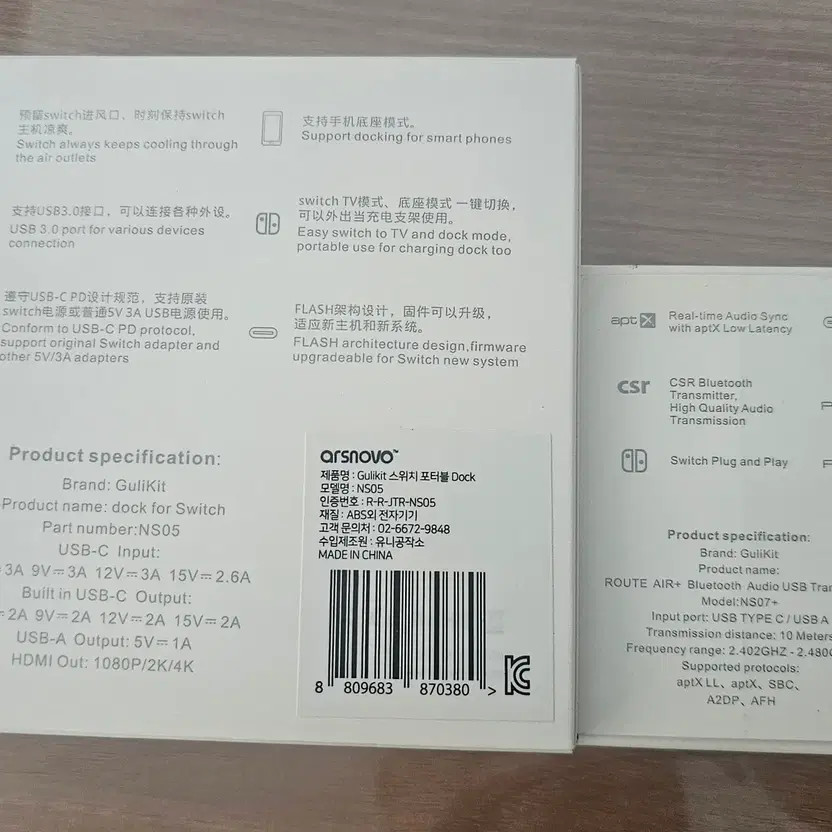 预留switch进风口，时刻保持switch
主机凉爽。
Switch always keeps cooling through
the air outlets
支持手机底座模式。
Support docking for smart phones
支持USB3.0接口，可以连接各种外设。
USB 3.0 port for various devices
connection
switch TV模式、底座模式 一键切换，
可以外出当充电支架使用。
Easy switch to TV and dock mode,
portable use for charging dock too
遵守USB-C PD设计规范，支持原装
switch电源或普通5V 3A USB电源使用。
Conform to USB-C PD protocol,
support original Switch adapter and
other 5V/3A adapters
FLASH架构设计，固件可以升级，
适应新主机和新系统。
FLASH architecture design,firmware
upgradeable for Switch new system
Product specification:
Brand: GuliKit
Product name: dock for Switch
Part number:NS05
USB-C Input:
3A 9V⎓3A 12V⎓3A 15V⎓2.6A
Built in USB-C Output:
⎓2A 9V⎓2A 12V⎓2A 15V⎓2A
USB-A Output: 5V⎓1A
HDMI Out: 1080P/2K/4K
arsnovo™
제품명 : Gulikit 스위치 포터블 Dock
모델명 : NS05
인증번호 : R-R-JTR-NS05
재질 : ABS외 전자기기
고객 문의처 : 02-6672-9848
수입제조원 : 유니공작소
MADE IN CHINA
8 809683 870380 >
aptX
Real-time Audio Sync
with aptX Low Latency
csr
CSR Bluetooth
Transmitter,
High Quality Audio
Transmission
Switch Plug and Play
Product specification:
Brand: GuliKit
Product name:
ROUTE AIR+ Bluetooth Audio USB
Model:NS07+
Input port: USB TYPE C / USB A
Transmission distance: 10 Meters
Frequency range: 2.402GHZ - 2.480
Supported protocols:
aptX LL、aptX、SBC、
A2DP、AFH